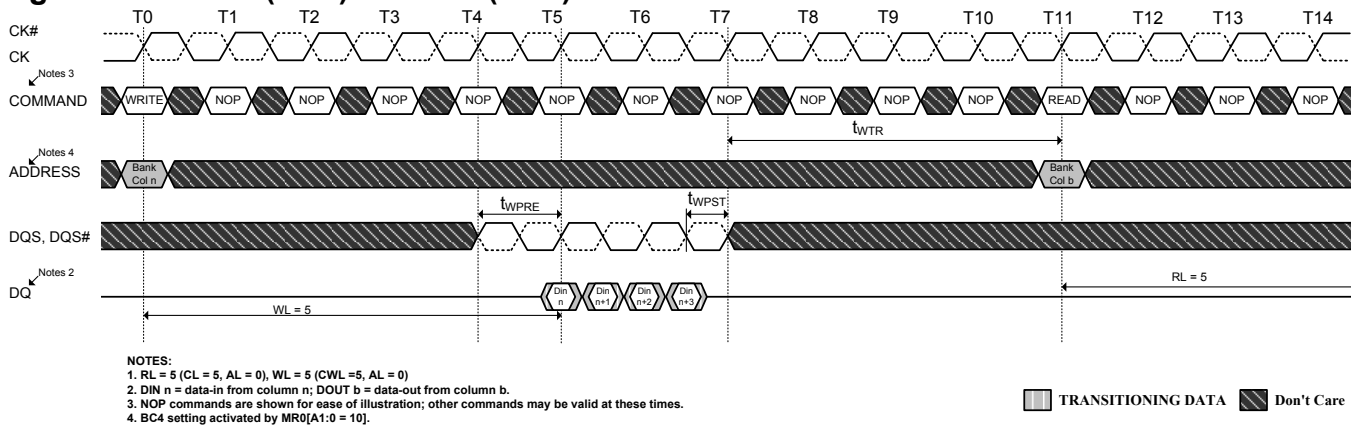 T0 T1 T2 T3 T4 T5 T6 T7 T8 T9 T10 T11 T12 T13 T14
CK#
CK
Notes 3
COMMAND WRITE NOP NOP NOP NOP NOP NOP NOP NOP NOP NOP READ NOP NOP NOP
tWTR
Notes 4
ADDRESS
Bank
Col n
Bank
Col b
tWPRE
tWPST
DQS, DQS#
Notes 2
DQ
Din
n
Din
n+1
Din
n+2
Din
n+3
RL = 5
WL = 5
NOTES:
1. RL = 5 (CL = 5, AL = 0), WL = 5 (CWL =5, AL = 0)
2. DIN n = data-in from column n; DOUT b = data-out from column b.
3. NOP commands are shown for ease of illustration; other commands may be valid at these times.
4. BC4 setting activated by MR0[A1:0 = 10].
TRANSITIONING DATA
Don't Care